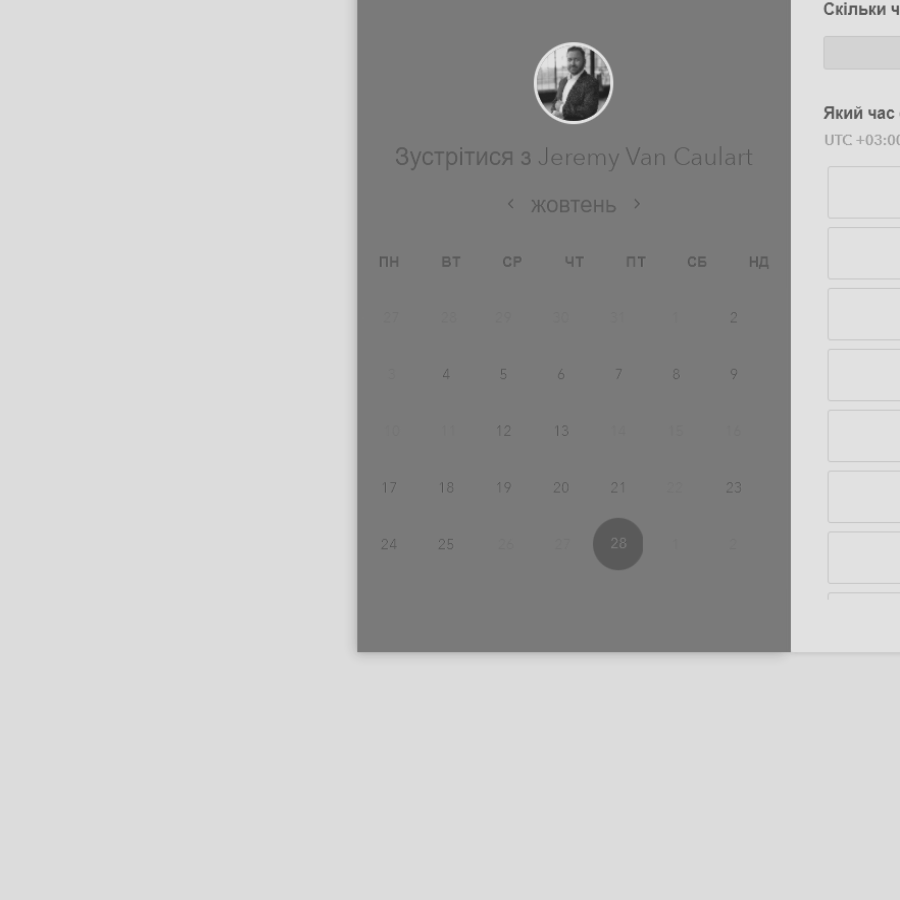 Скільки ч
Який час
UTC +03:00
Зустрітися з Jeremy Van Caulart
жовтень
ПН ВТ СР ЧТ ПТ СБ НД
27 28 29 30 31 1 2
3 4 5 6 7 8 9
10 11 12 13 14 15 16
17 18 19 20 21 22 23
24 25 26 27 28 1 2